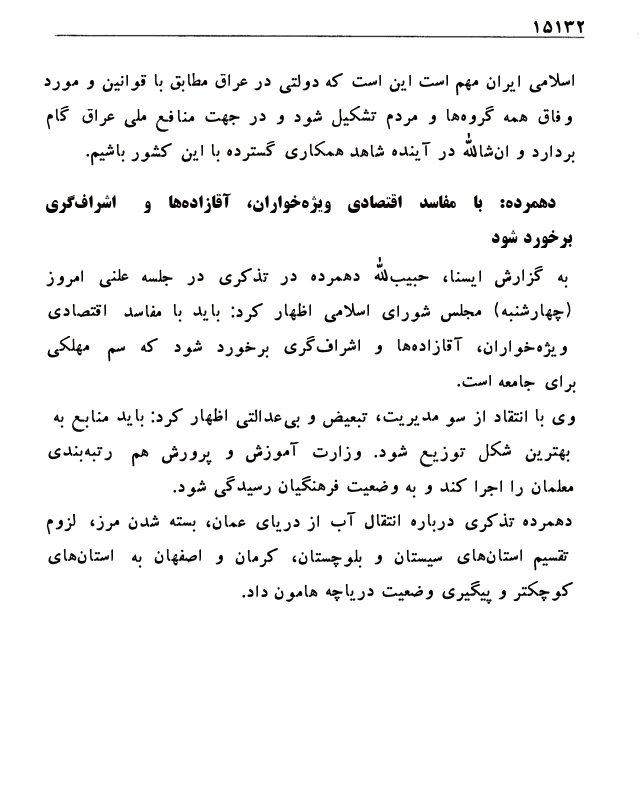 ۱۵۱۳۲
اسلامی ایران مهم است این است که دولتی در عراق مطابق با قوانین و مورد
وفاق همه گروه‌ها و مردم تشکیل شود و در جهت منافع ملی عراق گام
بردارد و ان‌شالله در آینده شاهد همکاری گسترده با این کشور باشیم.
دهمرده: با مفاسد اقتصادی ویژه‌خواران، آقازاده‌ها و اشراف‌گری
برخورد شود
به گزارش ایسنا، حبیب‌لله دهمرده در تذکری در جلسه علنی امروز
(چهارشنبه) مجلس شورای اسلامی اظهار کرد: باید با مفاسد اقتصادی
ویژه‌خواران، آقازاده‌ها و اشراف‌گری برخورد شود که سم مهلکی
برای جامعه است.
وی با انتقاد از سو مدیریت، تبعیض و بی‌عدالتی اظهار کرد: باید منابع به
بهترین شکل توزیع شود. وزارت آموزش و پرورش هم رتبه‌بندی
معلمان را اجرا کند و به وضعیت فرهنگیان رسیدگی شود.
دهمرده تذکری درباره انتقال آب از دریای عمان، بسته شدن مرز، لزوم
تقسیم استان‌های سیستان و بلوچستان، کرمان و اصفهان به استان‌های
کوچکتر و پیگیری وضعیت دریاچه هامون داد.